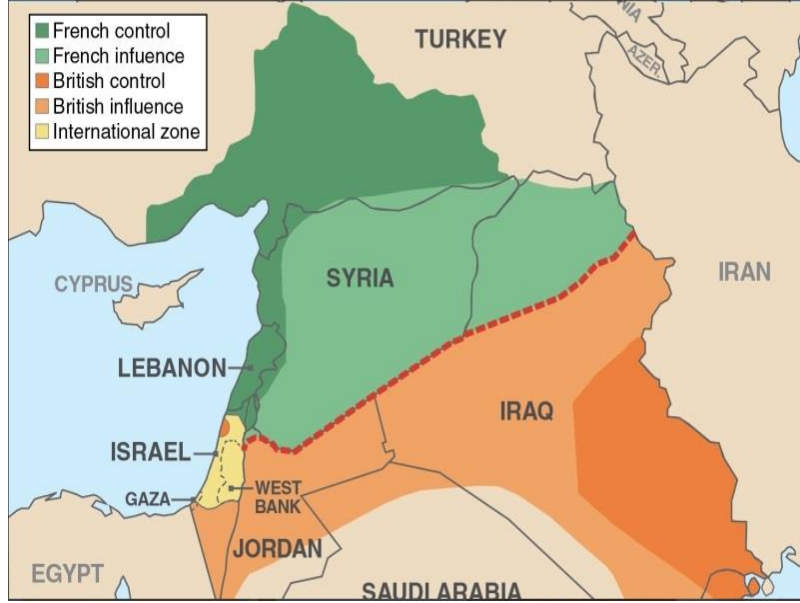 French control
French infuence
British control
British influence
International zone
TURKEY
NIA
AZER.
CYPRUS
SYRIA
IRAN
LEBANON
IRAQ
ISRAEL
GAZA
WEST
BANK
JORDAN
EGYPT
SAUDI ARABIA